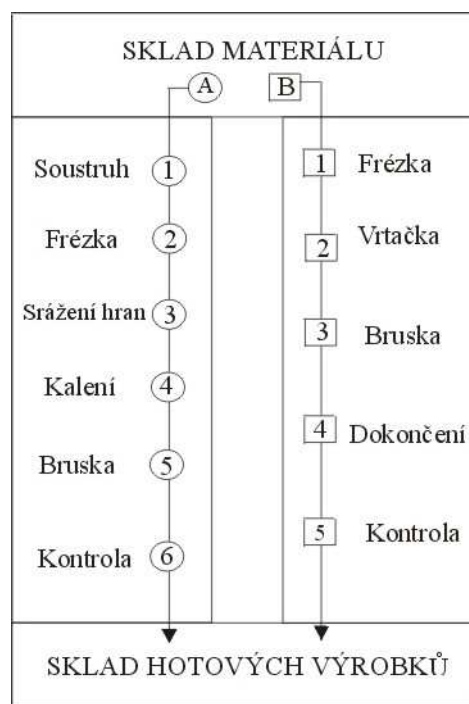 SKLAD MATERIÁLU
A
B
Soustruh 1
Frézka 2
Srážení hran 3
Kalení 4
Bruska 5
Kontrola 6
1 Frézka
2 Vrtačka
3 Bruska
4 Dokončení
5 Kontrola
SKLAD HOTOVÝCH VÝROBKŮ